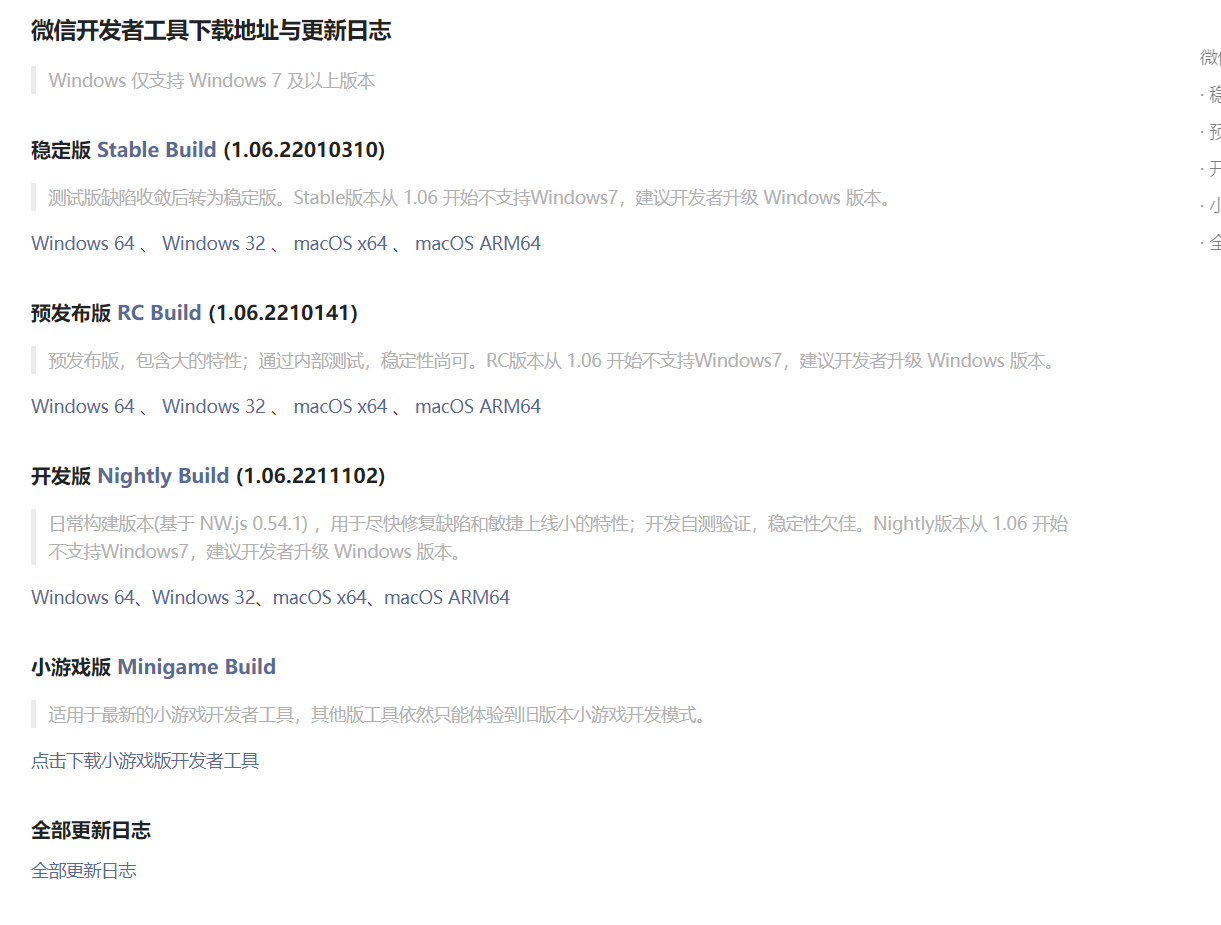 微信开发者工具下载地址与更新日志
Windows 仅支持 Windows 7 及以上版本
稳定版 Stable Build (1.06.22010310)
测试版缺陷收敛后转为稳定版。Stable版本从 1.06 开始不支持Windows7，建议开发者升级 Windows 版本。
Windows 64 、 Windows 32 、 macOS x64 、 macOS ARM64
预发布版 RC Build (1.06.2210141)
预发布版，包含大的特性；通过内部测试，稳定性尚可。RC版本从 1.06 开始不支持Windows7，建议开发者升级 Windows 版本。
Windows 64 、 Windows 32 、 macOS x64 、 macOS ARM64
开发版 Nightly Build (1.06.2211102)
日常构建版本(基于 NW.js 0.54.1) ，用于尽快修复缺陷和敏捷上线小的特性；开发自测验证，稳定性欠佳。Nightly版本从 1.06 开始
不支持Windows7，建议开发者升级 Windows 版本。
Windows 64、Windows 32、macOS x64、macOS ARM64
小游戏版 Minigame Build
适用于最新的小游戏开发者工具，其他版工具依然只能体验到旧版本小游戏开发模式。
点击下载小游戏版开发者工具
全部更新日志
全部更新日志
微
· 稳
· 预
· 开
· 小
· 全